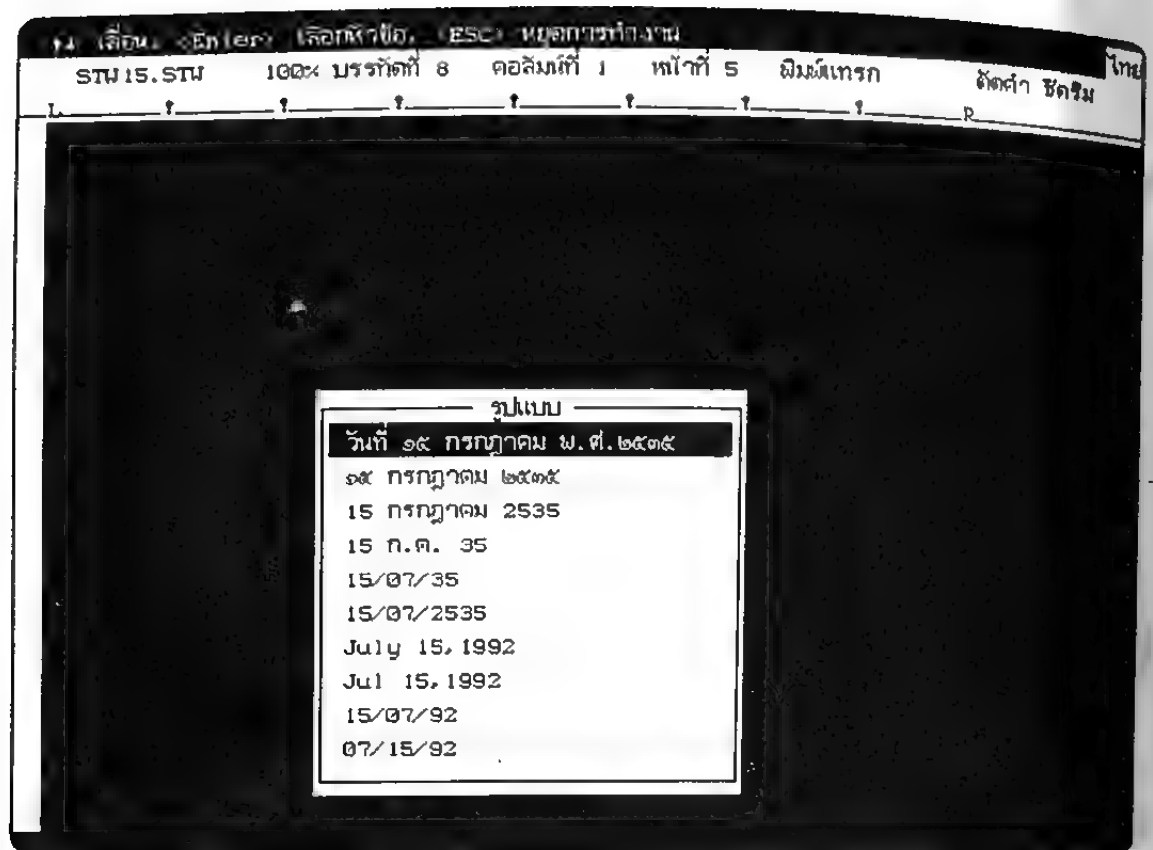 ↑↓ เลื่อน, <Enter> เลือกหัวข้อ, <ESC> หยุดการทำงาน
ไทย
STW15.STW 100% บรรทัดที่ 8 คอลัมน์ที่ 1 หน้าที่ 5 พิมพ์แทรก ตัดคำ ชิดริม
รูปแบบ
วันที่ ๑๕ กรกฎาคม พ.ศ.๒๕๓๕
๑๕ กรกฎาคม ๒๕๓๕
15 กรกฎาคม 2535
15 ก.ค. 35
15/07/35
15/07/2535
July 15,1992
Jul 15,1992
15/07/92
07/15/92